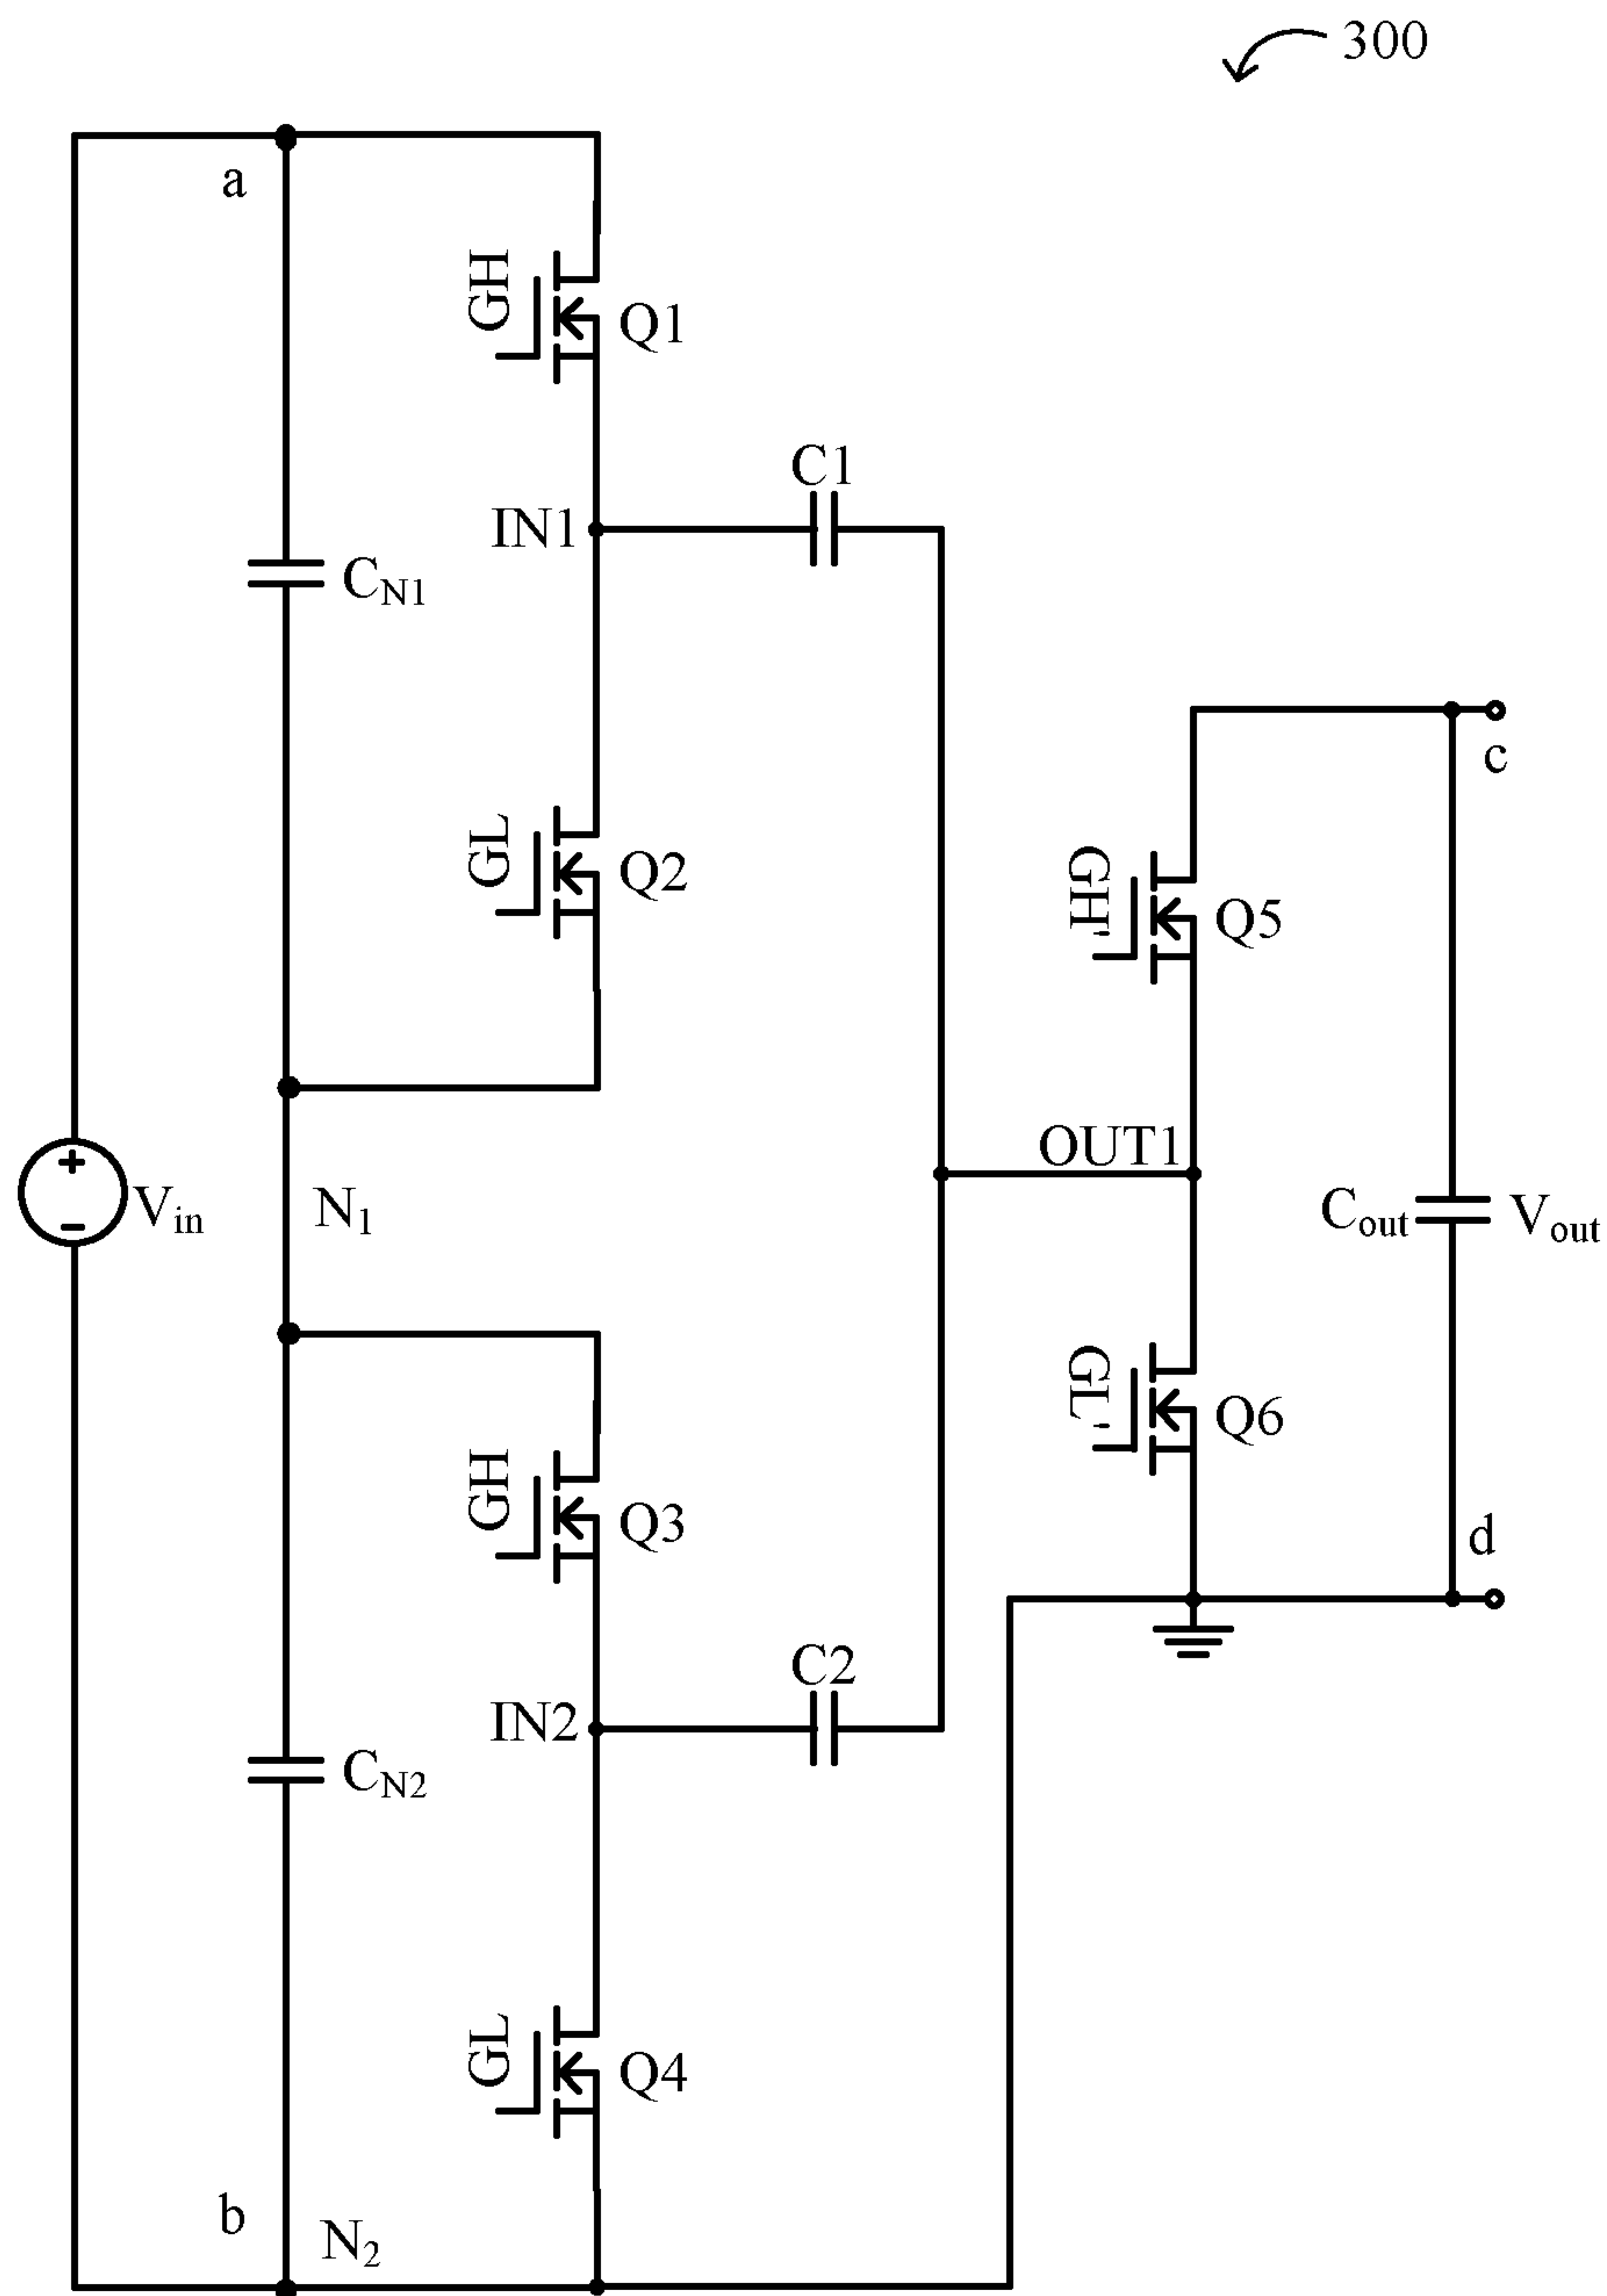 300
a
GH
Q1
C1
IN1
CN1
GL
Q2
c
GH'
Q5
OUT1
+
-
Vin
N1
Cout
Vout
GL'
Q6
GH
Q3
d
C2
IN2
CN2
GL
Q4
b
N2